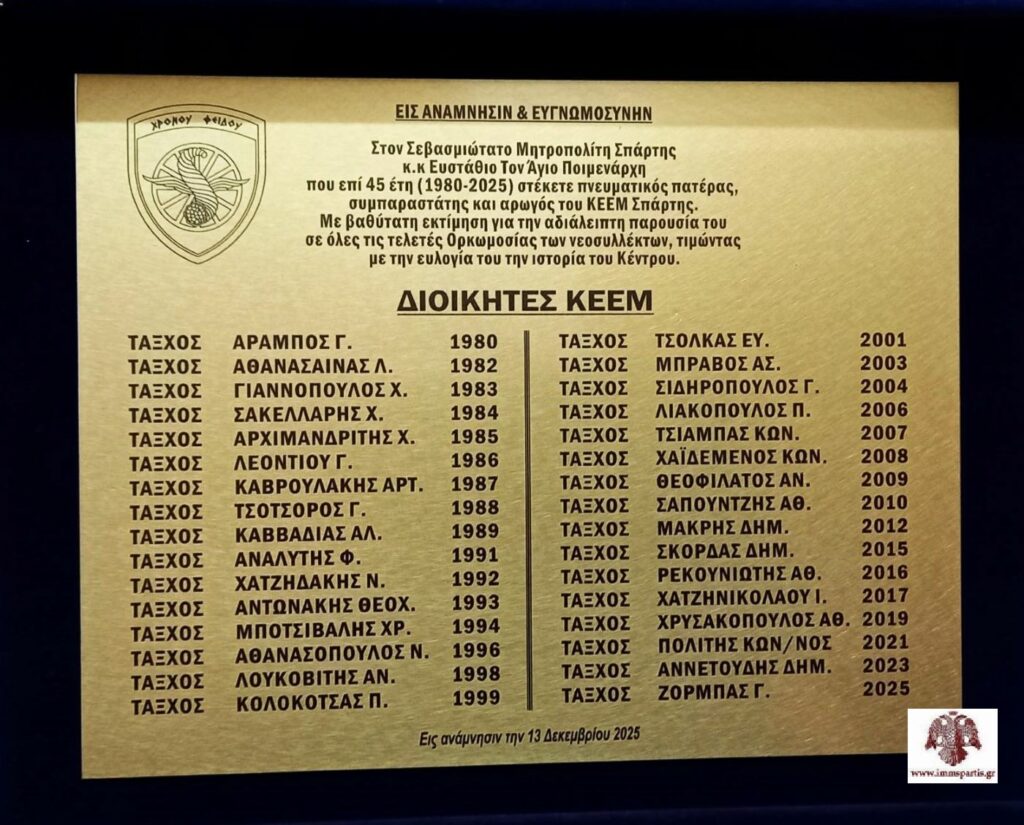 ΧΡΟΝΟΥ ΦΕΙΔΟΥ
ΕΙΣ ΑΝΑΜΝΗΣΙΝ & ΕΥΓΝΩΜΟΣΥΝΗΝ
Στον Σεβασμιώτατο Μητροπολίτη Σπάρτης
κ.κ Ευστάθιο Τον Άγιο Ποιμενάρχη
που επί 45 έτη (1980-2025) στέκετε πνευματικός πατέρας,
συμπαραστάτης και αρωγός του ΚΕΕΜ Σπάρτης.
Με βαθύτατη εκτίμηση για την αδιάλειπτη παρουσία του
σε όλες τις τελετές Ορκωμοσίας των νεοσυλλέκτων, τιμώντας
με την ευλογία του την ιστορία του Κέντρου.
ΔΙΟΙΚΗΤΕΣ ΚΕΕΜ
ΤΑΞΧΟΣ ΑΡΑΜΠΟΣ Γ. 1980
ΤΑΞΧΟΣ ΑΘΑΝΑΣΑΙΝΑΣ Λ. 1982
ΤΑΞΧΟΣ ΓΙΑΝΝΟΠΟΥΛΟΣ Χ. 1983
ΤΑΞΧΟΣ ΣΑΚΕΛΛΑΡΗΣ Χ. 1984
ΤΑΞΧΟΣ ΑΡΧΙΜΑΝΔΡΙΤΗΣ Χ. 1985
ΤΑΞΧΟΣ ΛΕΟΝΤΙΟΥ Γ. 1986
ΤΑΞΧΟΣ ΚΑΒΡΟΥΛΑΚΗΣ ΑΡΤ. 1987
ΤΑΞΧΟΣ ΤΣΟΤΣΟΡΟΣ Γ. 1988
ΤΑΞΧΟΣ ΚΑΒΒΑΔΙΑΣ ΑΛ. 1989
ΤΑΞΧΟΣ ΑΝΑΛΥΤΗΣ Φ. 1991
ΤΑΞΧΟΣ ΧΑΤΖΗΔΑΚΗΣ Ν. 1992
ΤΑΞΧΟΣ ΑΝΤΩΝΑΚΗΣ ΘΕΟΧ. 1993
ΤΑΞΧΟΣ ΜΠΟΤΣΙΒΑΛΗΣ ΧΡ. 1994
ΤΑΞΧΟΣ ΑΘΑΝΑΣΟΠΟΥΛΟΣ Ν. 1996
ΤΑΞΧΟΣ ΛΟΥΚΟΒΙΤΗΣ ΑΝ. 1998
ΤΑΞΧΟΣ ΚΟΛΟΚΟΤΣΑΣ Π. 1999
ΤΑΞΧΟΣ ΤΣΟΛΚΑΣ ΕΥ. 2001
ΤΑΞΧΟΣ ΜΠΡΑΒΟΣ ΑΣ. 2003
ΤΑΞΧΟΣ ΣΙΔΗΡΟΠΟΥΛΟΣ Γ. 2004
ΤΑΞΧΟΣ ΛΙΑΚΟΠΟΥΛΟΣ Π. 2006
ΤΑΞΧΟΣ ΤΣΙΑΜΠΑΣ ΚΩΝ. 2007
ΤΑΞΧΟΣ ΧΑΪΔΕΜΕΝΟΣ ΚΩΝ. 2008
ΤΑΞΧΟΣ ΘΕΟΦΙΛΑΤΟΣ ΑΝ. 2009
ΤΑΞΧΟΣ ΣΑΠΟΥΝΤΖΗΣ ΑΘ. 2010
ΤΑΞΧΟΣ ΜΑΚΡΗΣ ΔΗΜ. 2012
ΤΑΞΧΟΣ ΣΚΟΡΔΑΣ ΔΗΜ. 2015
ΤΑΞΧΟΣ ΡΕΚΟΥΝΙΩΤΗΣ ΑΘ. 2016
ΤΑΞΧΟΣ ΧΑΤΖΗΝΙΚΟΛΑΟΥ Ι. 2017
ΤΑΞΧΟΣ ΧΡΥΣΑΚΟΠΟΥΛΟΣ ΑΘ. 2019
ΤΑΞΧΟΣ ΠΟΛΙΤΗΣ ΚΩΝ/ΝΟΣ 2021
ΤΑΞΧΟΣ ΑΝΝΕΤΟΥΔΗΣ ΔΗΜ. 2023
ΤΑΞΧΟΣ ΖΟΡΜΠΑΣ Γ. 2025
Εις ανάμνησιν την 13 Δεκεμβρίου 2025
www.immspartis.gr